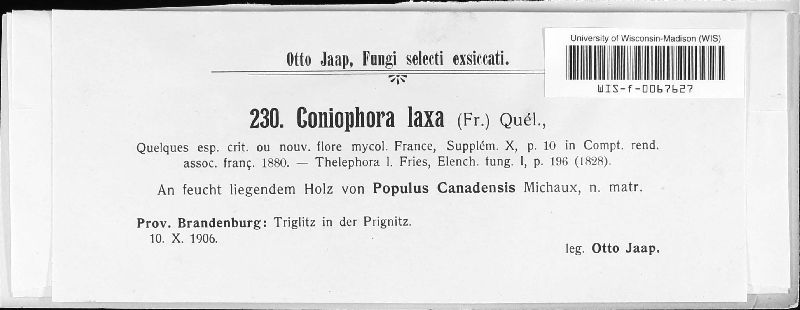 University of Wisconsin-Madison (WIS)
WIS-f-0067627
Otto Jaap, Fungi selecti exsiccati.
230. Coniophora laxa (Fr.) Quél.,
Quelques esp. crit. ou nouv. flore mycol. France, Supplém. X, p. 10 in Compt. rend.
assoc. franç. 1880. — Thelephora l. Fries, Elench. fung. I, p. 196 (1828).
An feucht liegendem Holz von Populus Canadensis Michaux, n. matr.
Prov. Brandenburg: Triglitz in der Prignitz.
10. X. 1906.
leg. Otto Jaap.